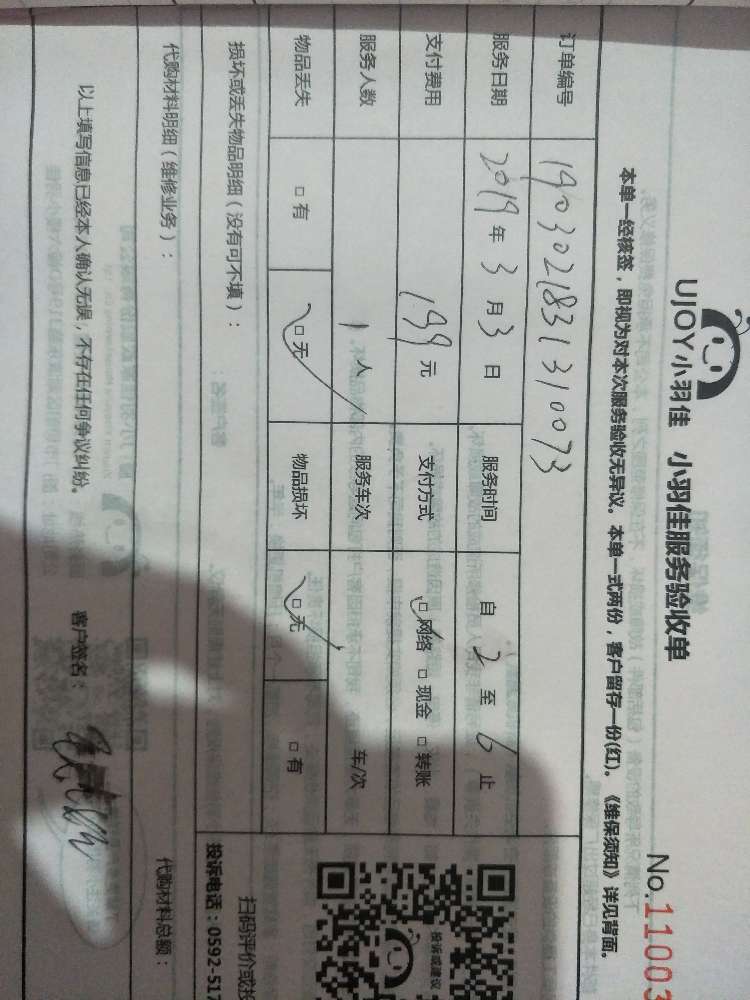 UJOY小羽佳 小羽佳服务验收单 No.11003
本单一经核签，即视为对本次服务验收无异议。本单一式两份，客户留存一份(红)。《维保须知》详见背面。
订单编号 1903021831310073
服务日期 2019年3月3日 服务时间 自2至6止
支付费用 199元 支付方式 □网络 □现金 □转账
服务人数 1人 服务车次 车/次
物品丢失 □有 □无 物品损坏 □无 □有
损坏或丢失物品明细（没有可不填）：
代购材料明细（维修业务）： 代购材料总额：
以上填写信息已经本人确认无误，不存在任何争议纠纷。 客户签名：
投诉或建议
扫码评价或投
投诉电话：0592-517